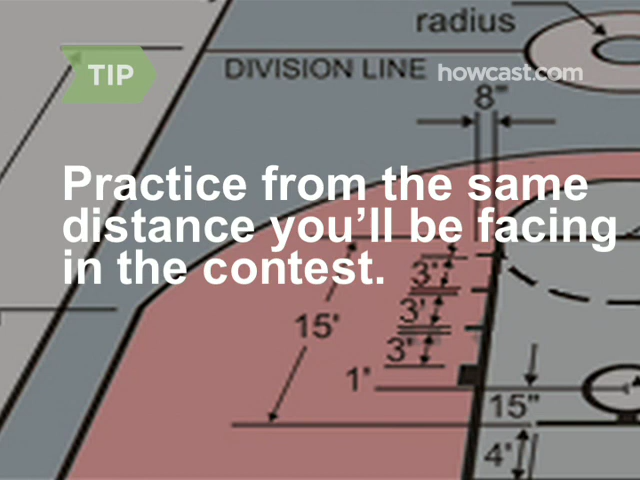 radius
TIP
DIVISION LINE
howcast.com
8"
Practice from the same
distance you'll be facing
in the contest.
3'
3'
15'
3'
1'
15"
4'